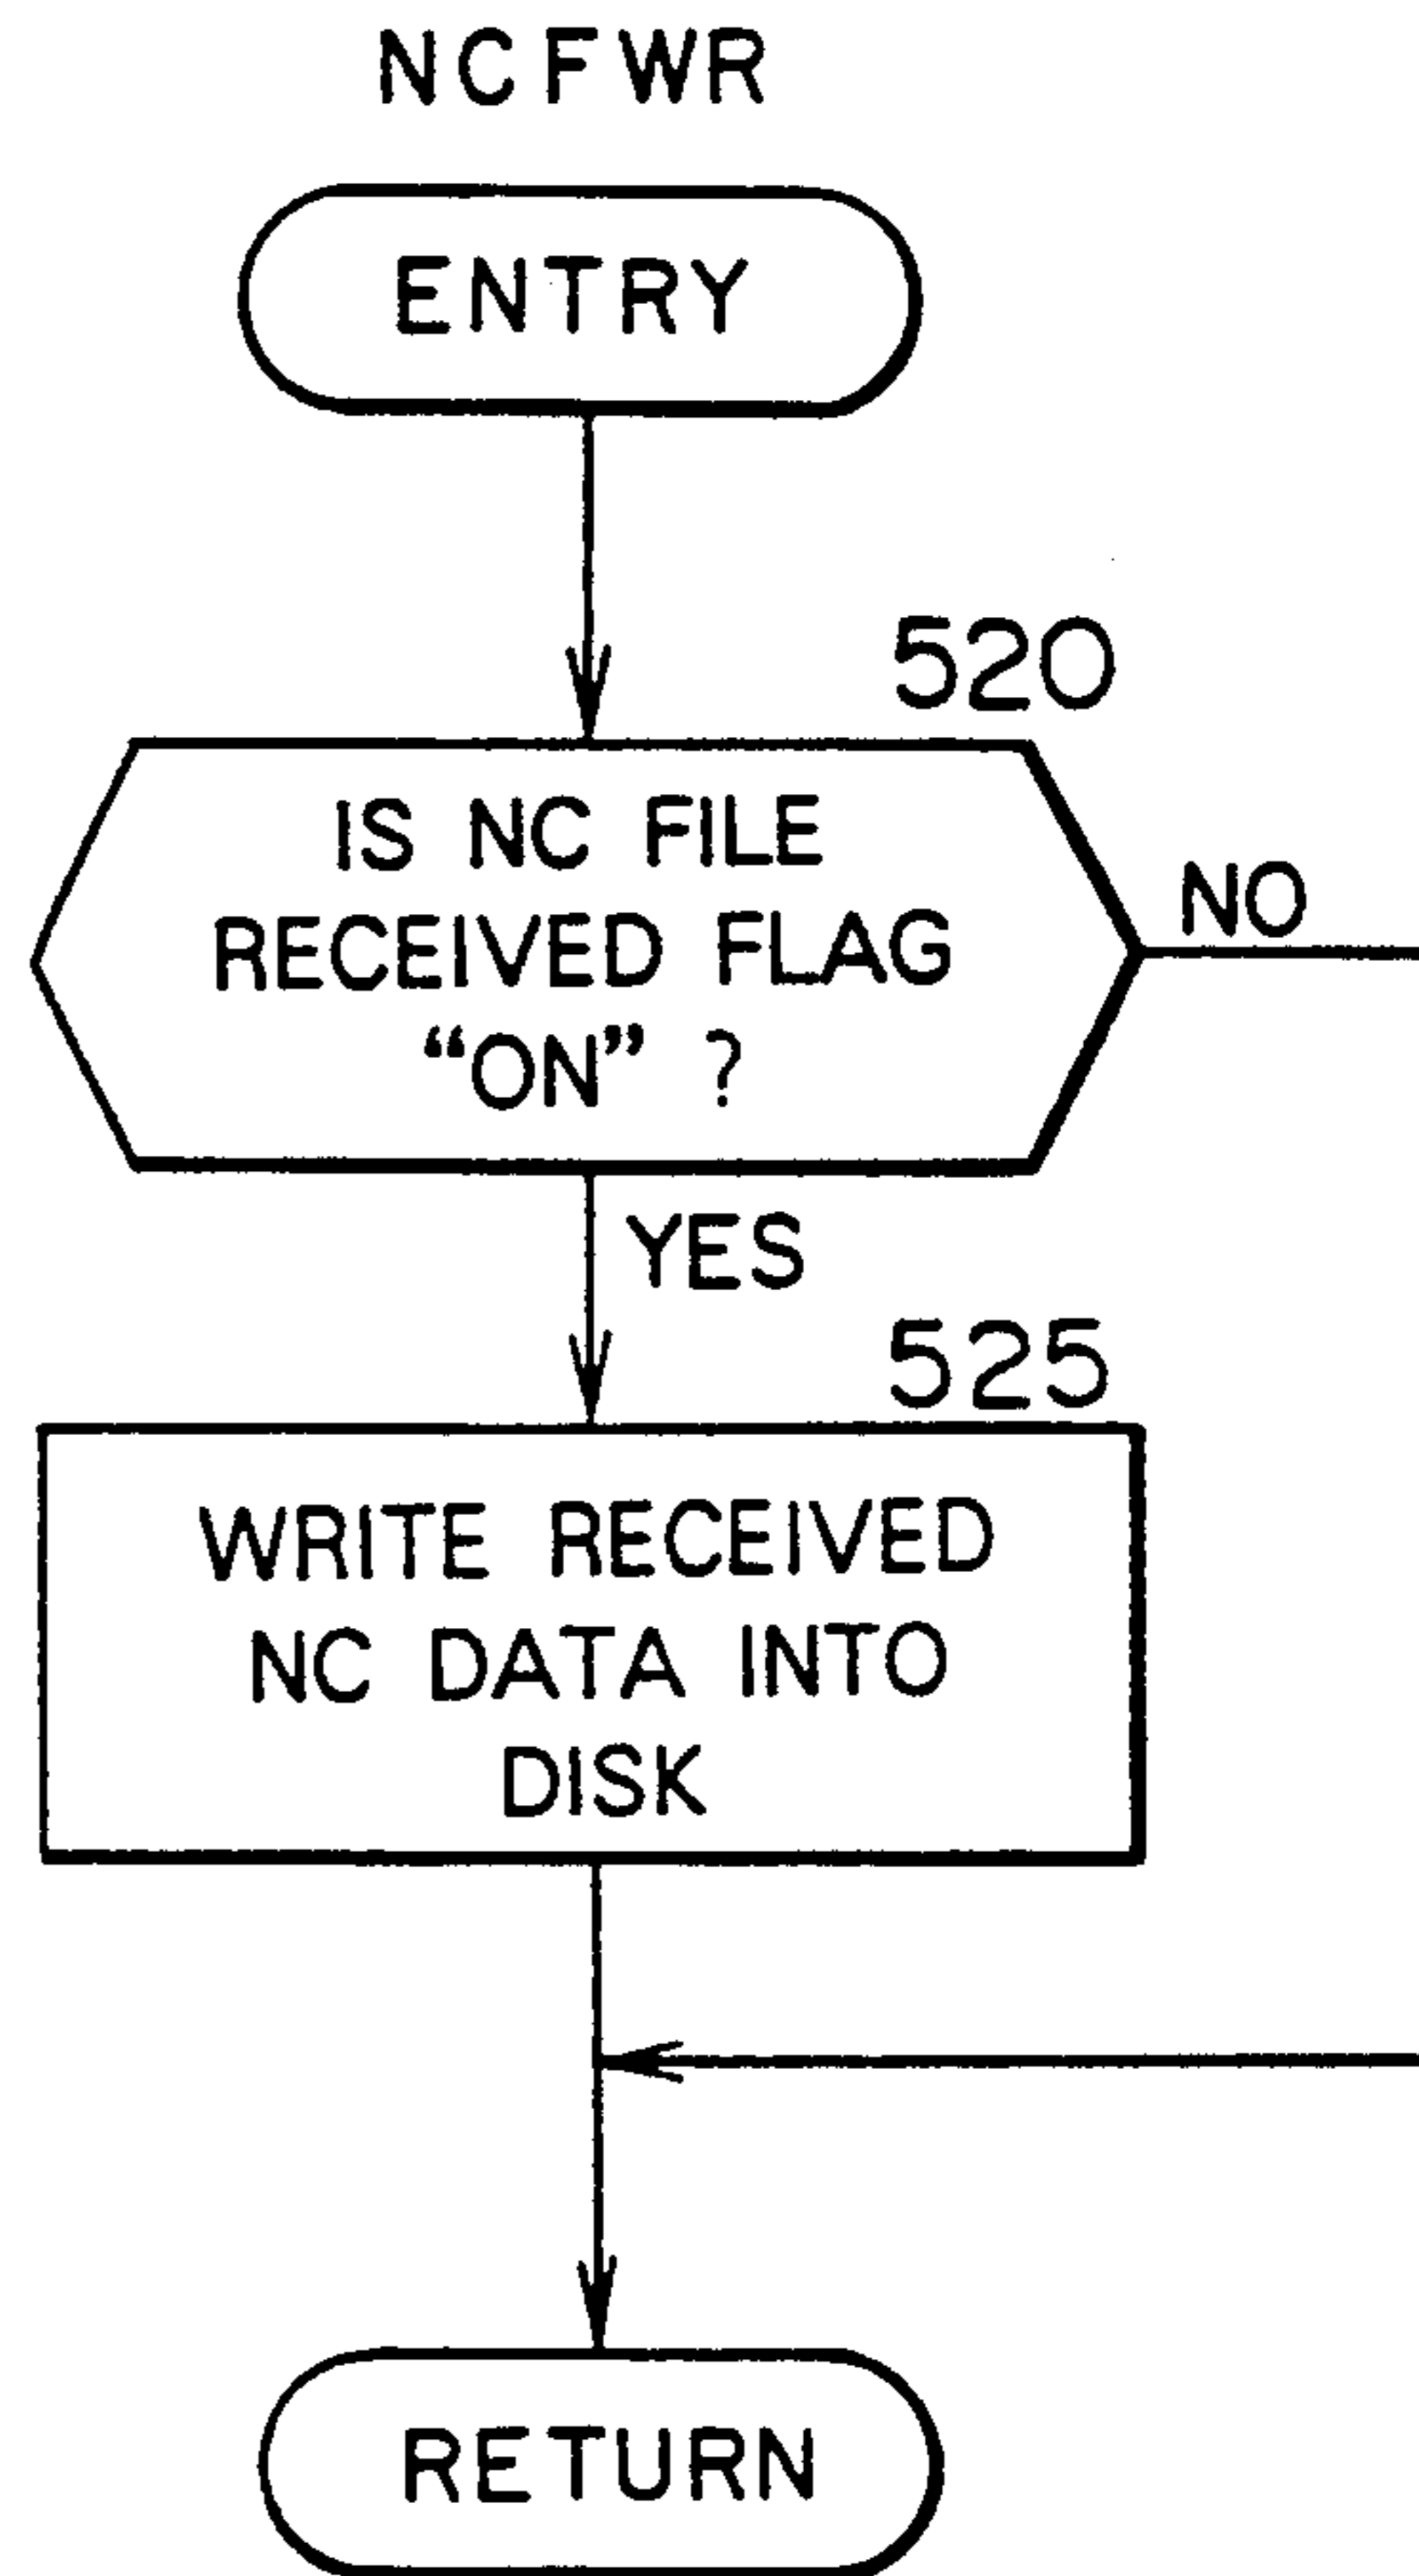 NCFWR
ENTRY
520
IS NC FILE
RECEIVED FLAG
“ON” ?
NO
YES
525
WRITE RECEIVED
NC DATA INTO
DISK
RETURN